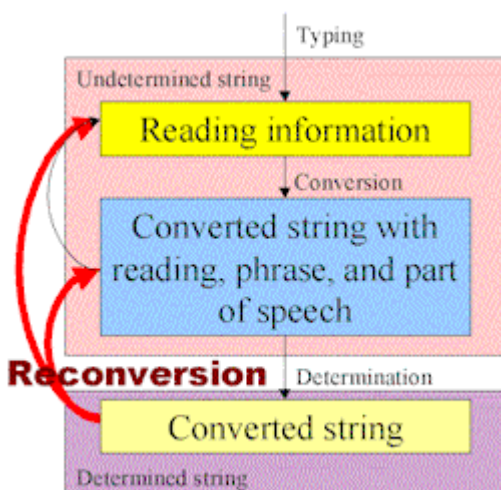 Typing
Undetermined string
Reading information
Conversion
Converted string with
reading, phrase, and part
of speech
Reconversion
Determination
Converted string
Determined string